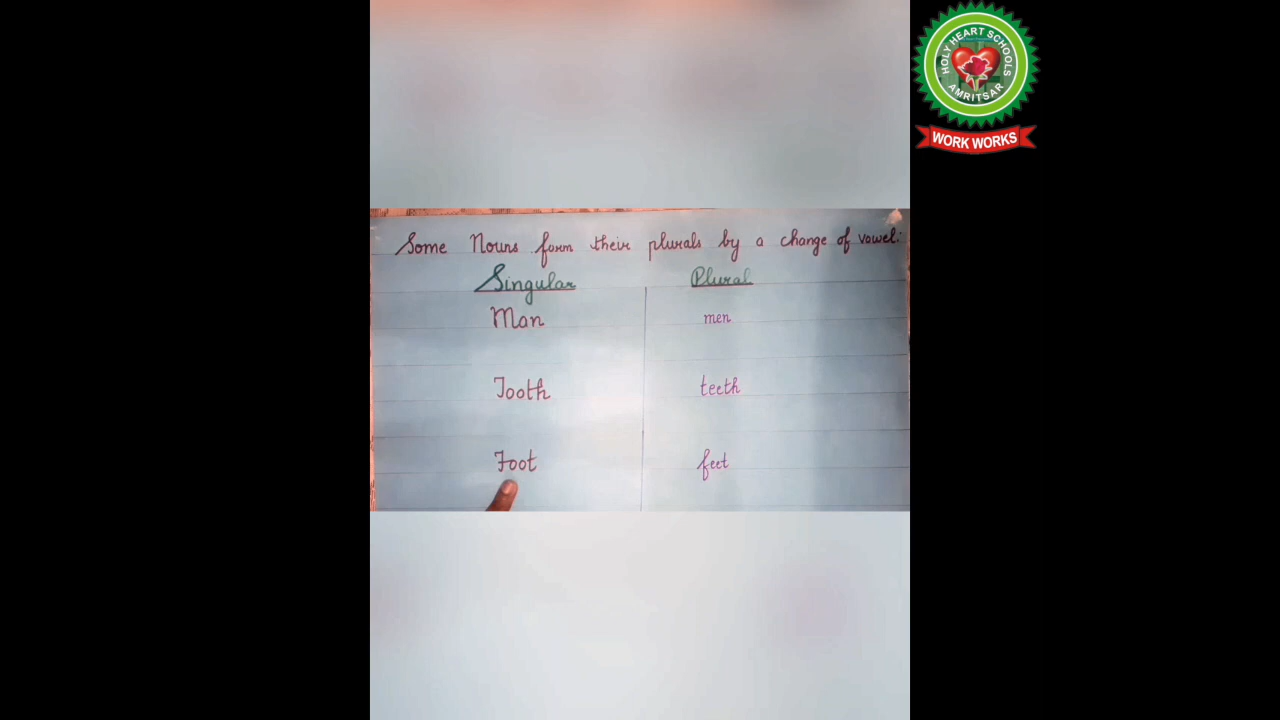 HOLY HEART SCHOOLS
AMRITSAR
WORK WORKS
Some Nouns form their plurals by a change of vowel:
Singular Plural
Man men
Tooth teeth
Foot feet